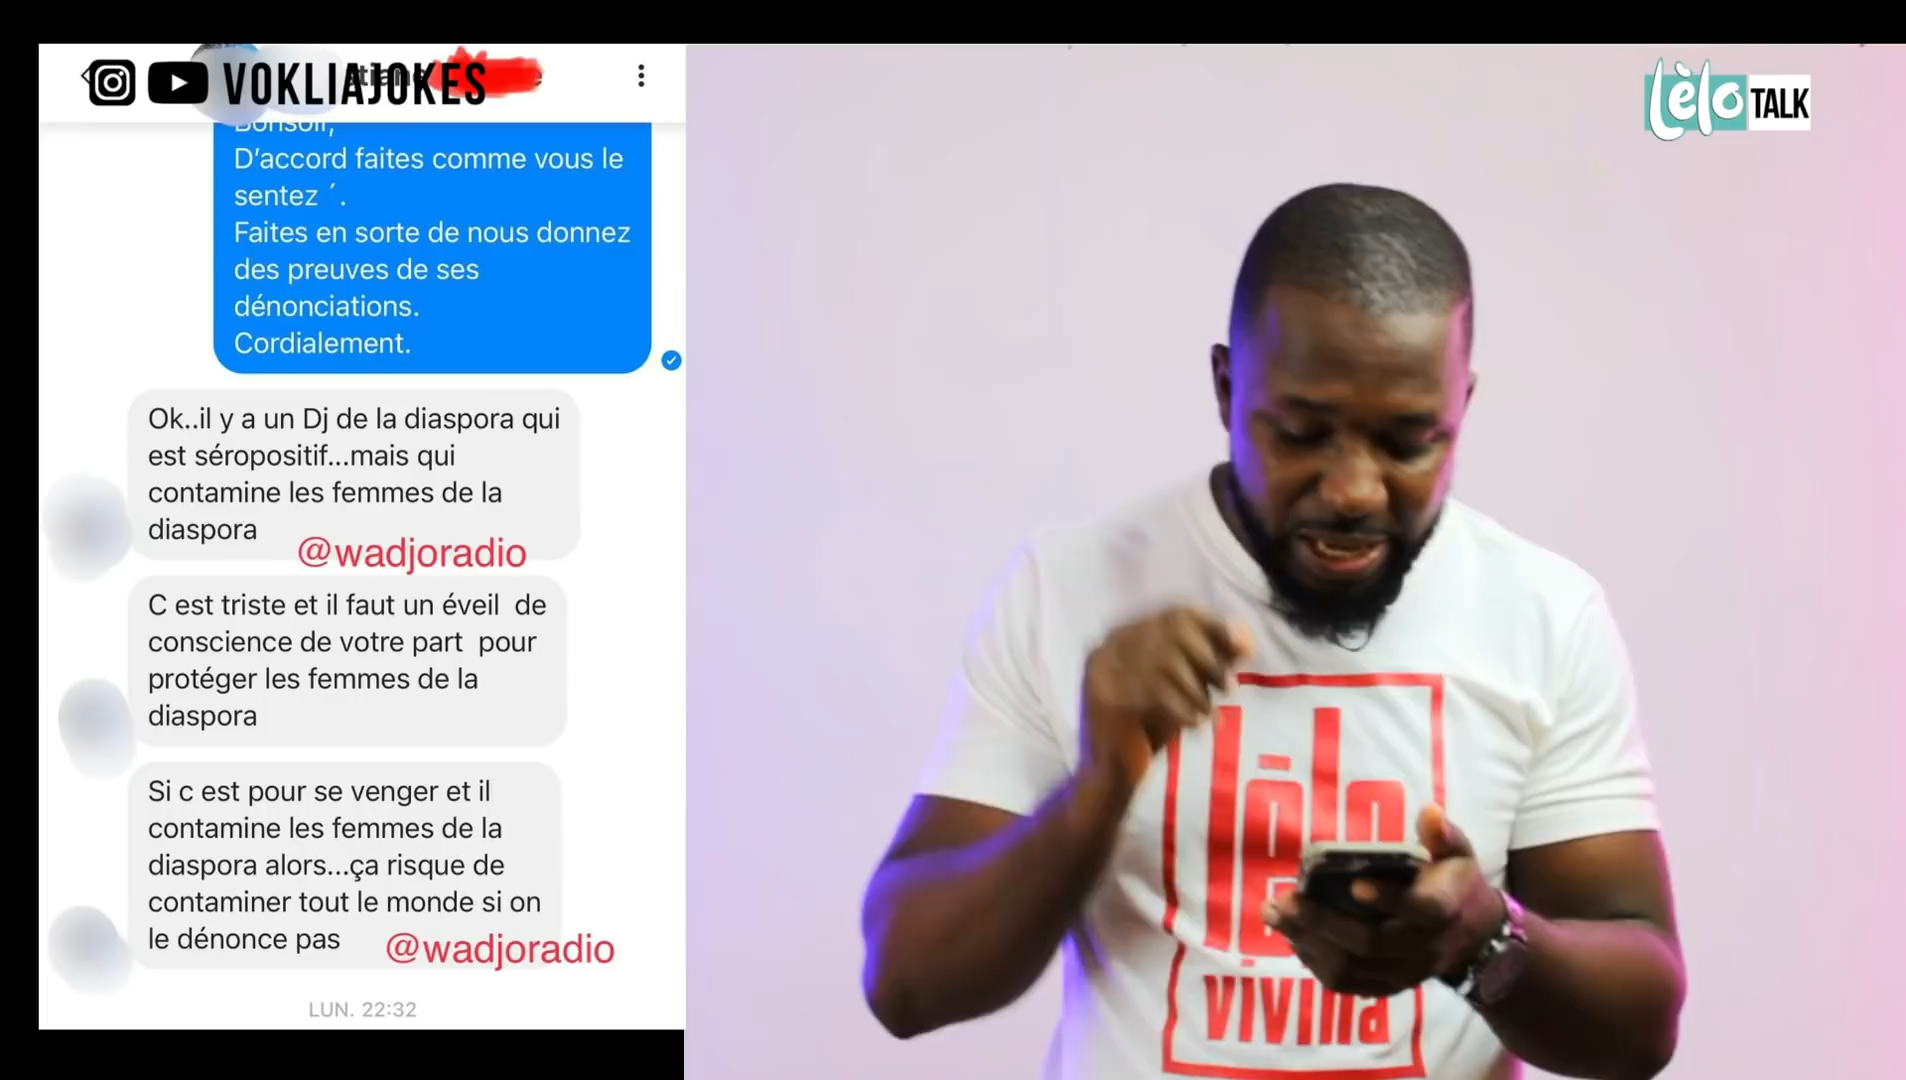 VOKLIAJOKES
Bonsoir,
D'accord faites comme vous le
sentez ´.
Faites en sorte de nous donnez
des preuves de ses
dénonciations.
Cordialement.
Ok..il y a un Dj de la diaspora qui
est séropositif...mais qui
contamine les femmes de la
diaspora
@wadjoradio
C est triste et il faut un éveil  de
conscience de votre part  pour
protéger les femmes de la
diaspora
Si c est pour se venger et il
contamine les femmes de la
diaspora alors...ça risque de
contaminer tout le monde si on
le dénonce pas
@wadjoradio
LUN. 22:32
Lèlo TALK
lèlo